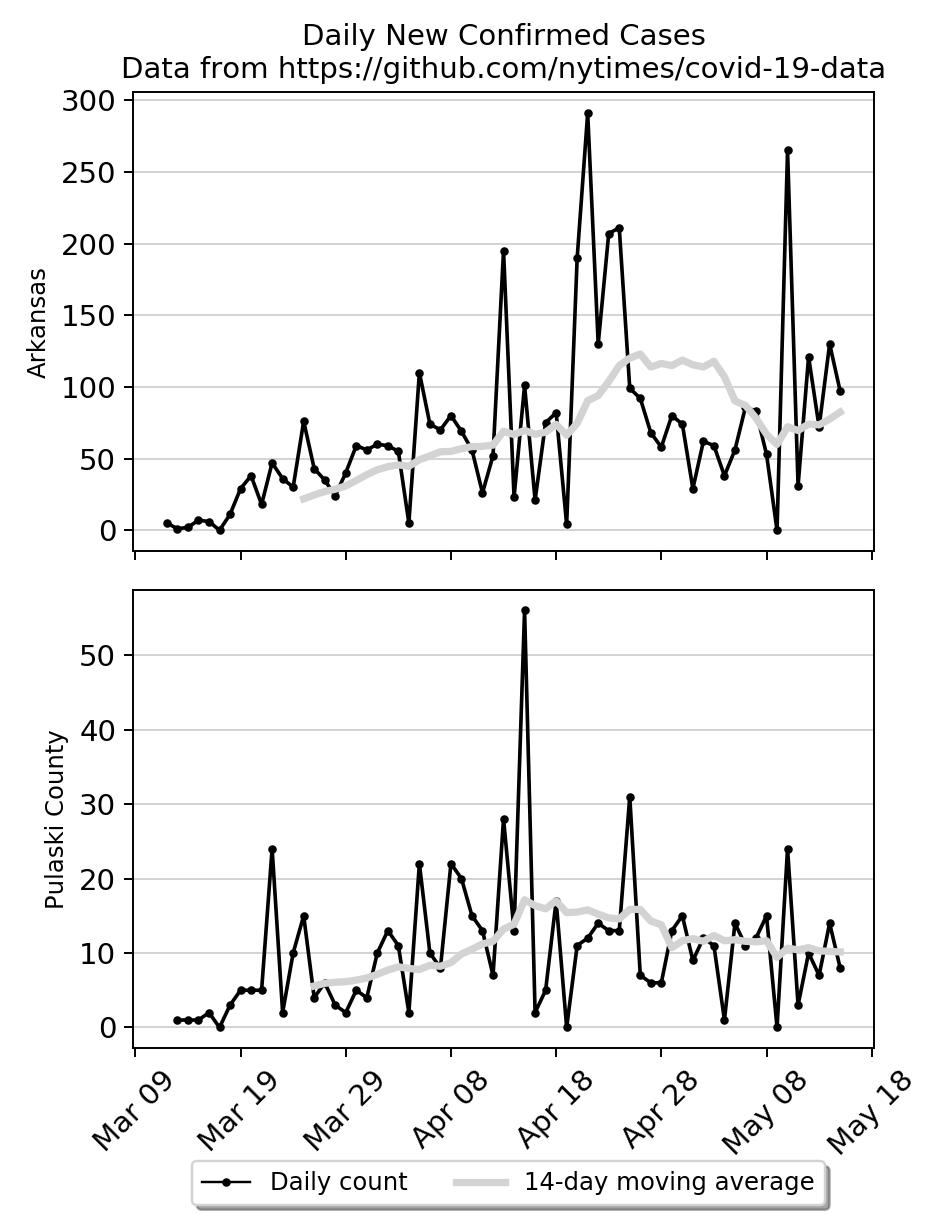 Daily New Confirmed Cases
Data from https://github.com/nytimes/covid-19-data
300
250
200
150
100
50
0
Arkansas
50
40
30
20
10
0
Pulaski County
Mar 09
Mar 19
Mar 29
Apr 08
Apr 18
Apr 28
May 08
May 18
Daily count
14-day moving average